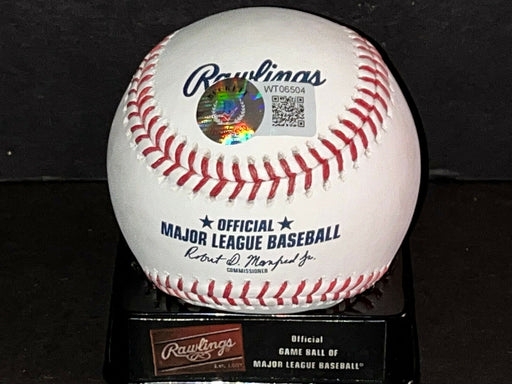 Rawlings
WT06504
★ OFFICIAL ★
MAJOR LEAGUE BASEBALL
Robert D. Manfred Jr.
COMMISSIONER
Rawlings
Official
GAME BALL OF
MAJOR LEAGUE BASEBALL®